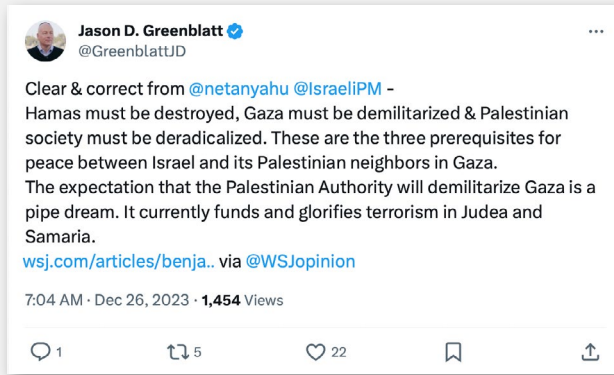 Jason D. Greenblatt
@GreenblattJD
Clear & correct from @netanyahu @IsraeliPM -
Hamas must be destroyed, Gaza must be demilitarized & Palestinian
society must be deradicalized. These are the three prerequisites for
peace between Israel and its Palestinian neighbors in Gaza.
The expectation that the Palestinian Authority will demilitarize Gaza is a
pipe dream. It currently funds and glorifies terrorism in Judea and
Samaria.
wsj.com/articles/benja.. via @WSJopinion
7:04 AM · Dec 26, 2023 · 1,454 Views
1 5 22